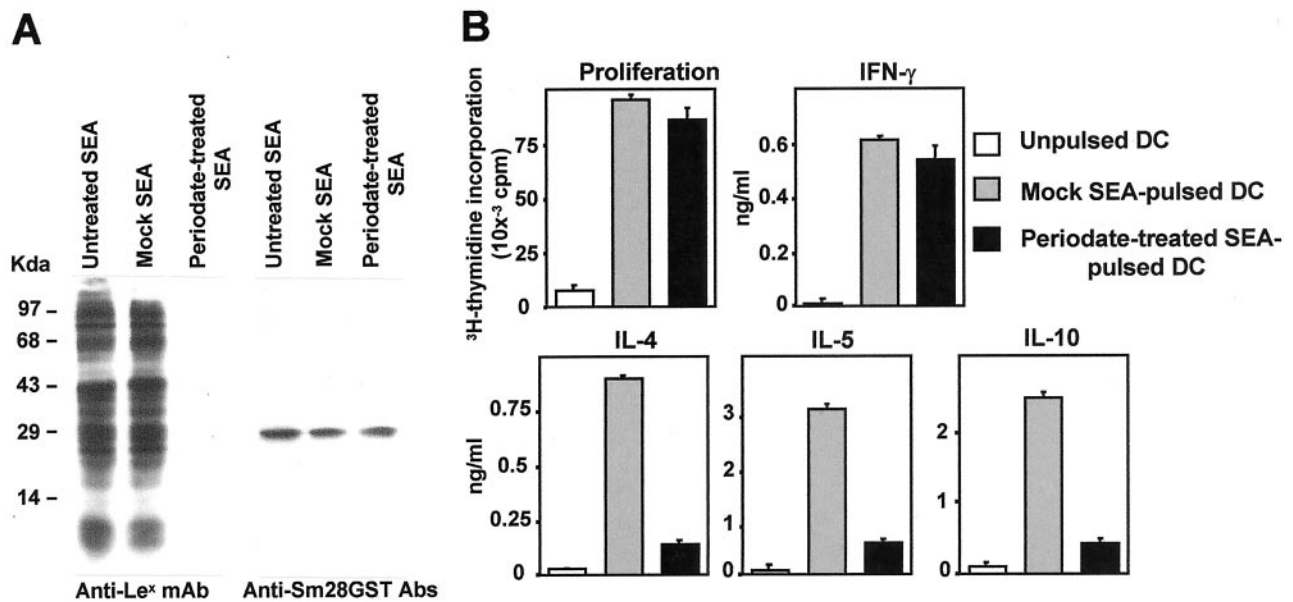 A
Untreated SEA
Mock SEA
Periodate-treated
SEA
Untreated SEA
Mock SEA
Periodate-treated
SEA
Kda
97 –
68 –
43 –
29 –
14 –
Anti-Leˣ mAb
Anti-Sm28GST Abs
B
³H-thymidine incorporation
(10x⁻³ cpm)
Proliferation
75
50
25
0
IFN-γ
ng/ml
0.6
0.4
0.2
0
Unpulsed DC
Mock SEA-pulsed DC
Periodate-treated SEA-
pulsed DC
IL-4
ng/ml
0.75
0.5
0.25
0
IL-5
3
2
1
0
IL-10
2
1
0